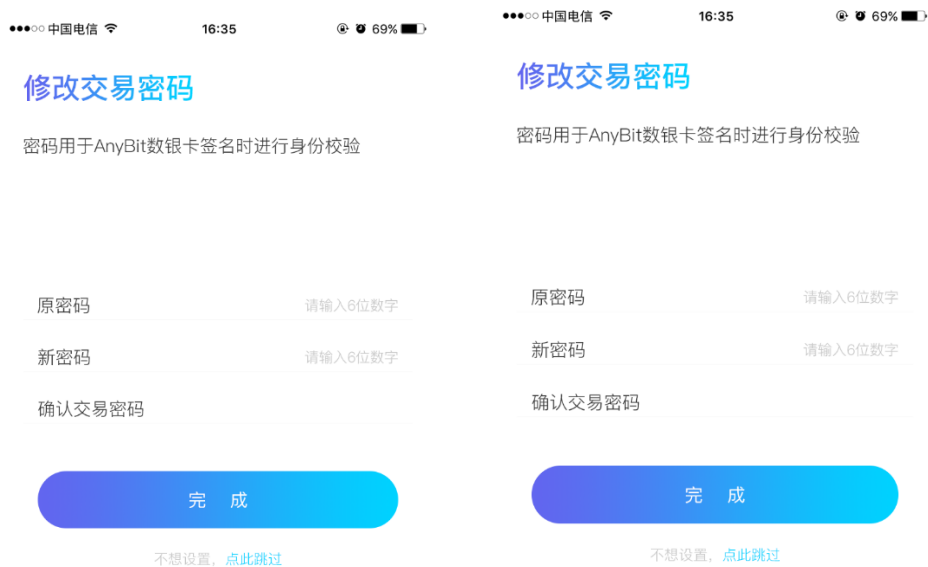 中国电信 16:35 69%
修改交易密码
密码用于AnyBit数银卡签名时进行身份校验
原密码 请输入6位数字
新密码 请输入6位数字
确认交易密码
完 成
不想设置，点此跳过
中国电信 16:35 69%
修改交易密码
密码用于AnyBit数银卡签名时进行身份校验
原密码 请输入6位数字
新密码 请输入6位数字
确认交易密码
完 成
不想设置，点此跳过